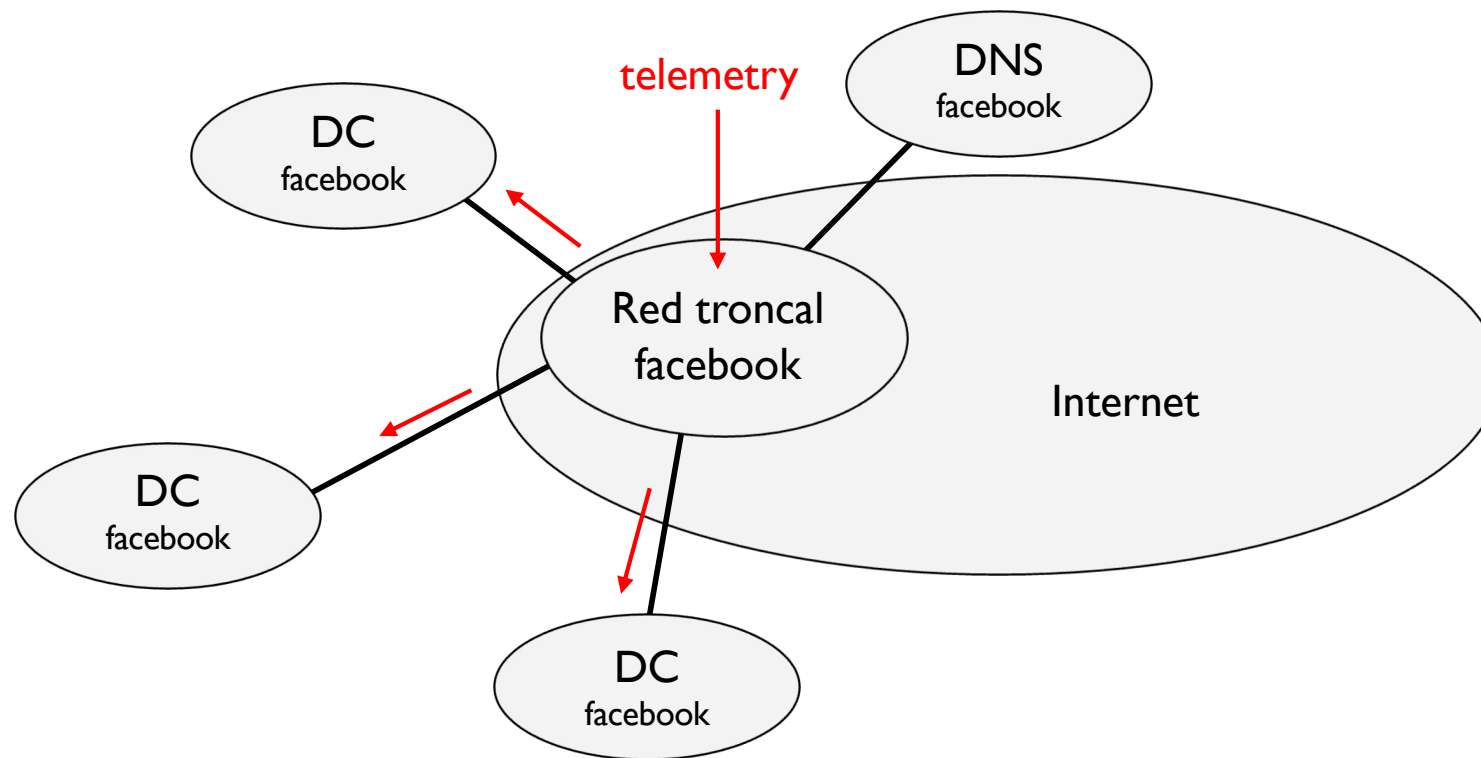 DNS
facebook
telemetry
DC
facebook
Red troncal
facebook
Internet
DC
facebook
DC
facebook